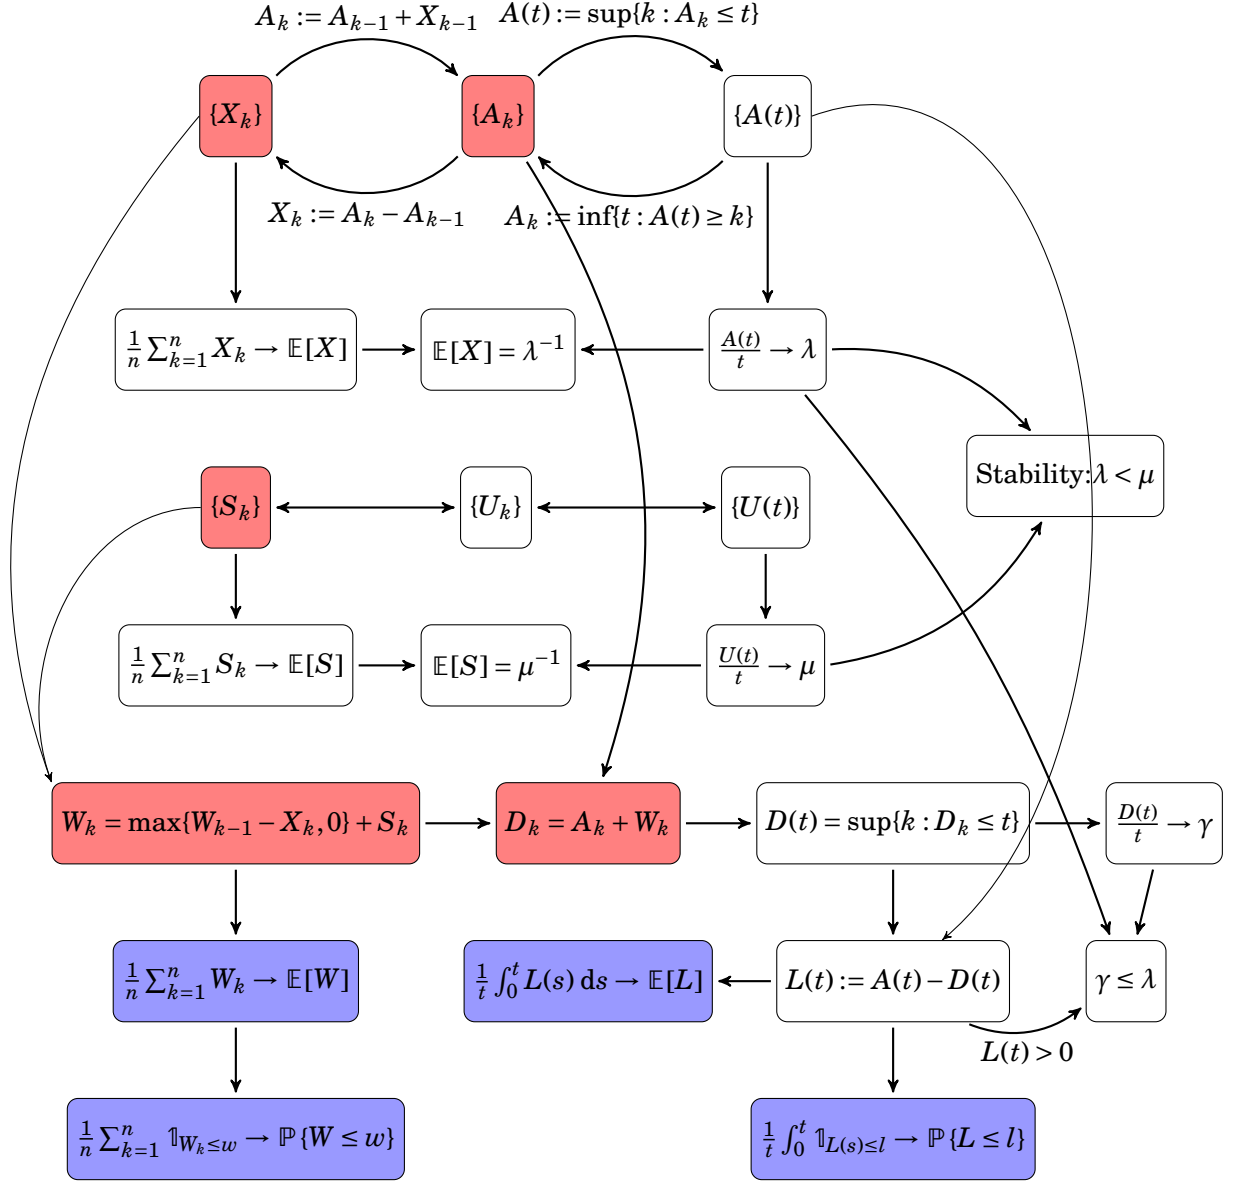 A_k := A_{k−1} + X_{k−1}
A(t) := sup{k : A_k ≤ t}
{X_k}
{A_k}
{A(t)}
X_k := A_k − A_{k−1}
A_k := inf{t : A(t) ≥ k}
1/n ∑_{k=1}^n X_k → 𝔼[X]
𝔼[X] = λ^{−1}
A(t)/t → λ
Stability: λ < μ
{S_k}
{U_k}
{U(t)}
1/n ∑_{k=1}^n S_k → 𝔼[S]
𝔼[S] = μ^{−1}
U(t)/t → μ
W_k = max{W_{k−1} − X_k, 0} + S_k
D_k = A_k + W_k
D(t) = sup{k : D_k ≤ t}
D(t)/t → γ
1/n ∑_{k=1}^n W_k → 𝔼[W]
1/t ∫_0^t L(s) ds → 𝔼[L]
L(t) := A(t) − D(t)
γ ≤ λ
L(t) > 0
1/n ∑_{k=1}^n 𝟙_{W_k ≤ w} → ℙ{W ≤ w}
1/t ∫_0^t 𝟙_{L(s) ≤ l} → ℙ{L ≤ l}